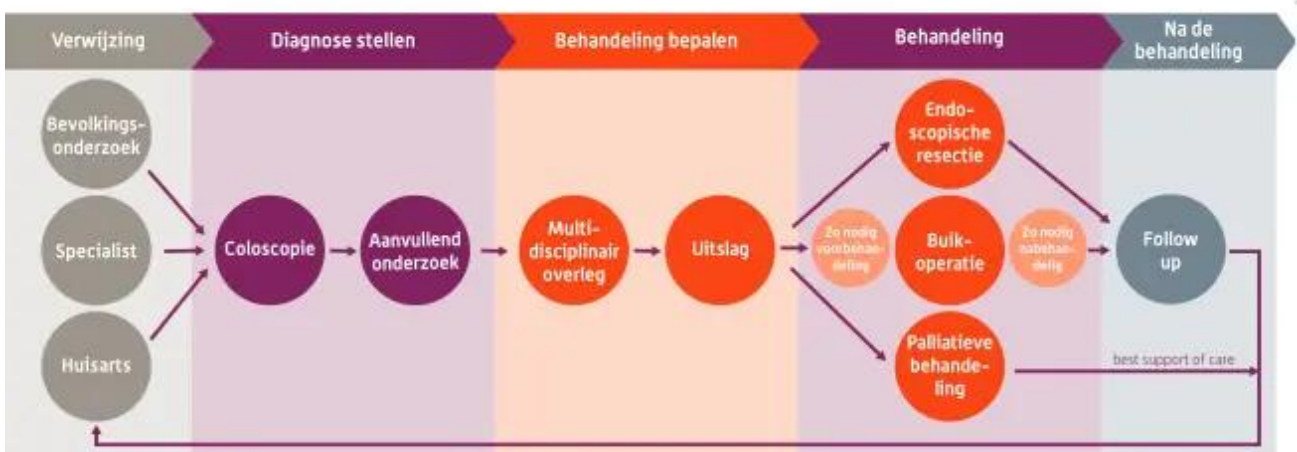 Verwijzing
Diagnose stellen
Behandeling bepalen
Behandeling
Na de
behandeling
Bevolkings-
onderzoek
Specialist
Huisarts
Coloscopie
Aanvullend
onderzoek
Multi-
disciplinair
overleg
Uitslag
Endo-
scopische
resectie
Zo nodig
voorbehan-
deling
Buik-
operatie
Zo nodig
nabehan-
delig
Palliatieve
behande-
ling
Follow
up
best support of care